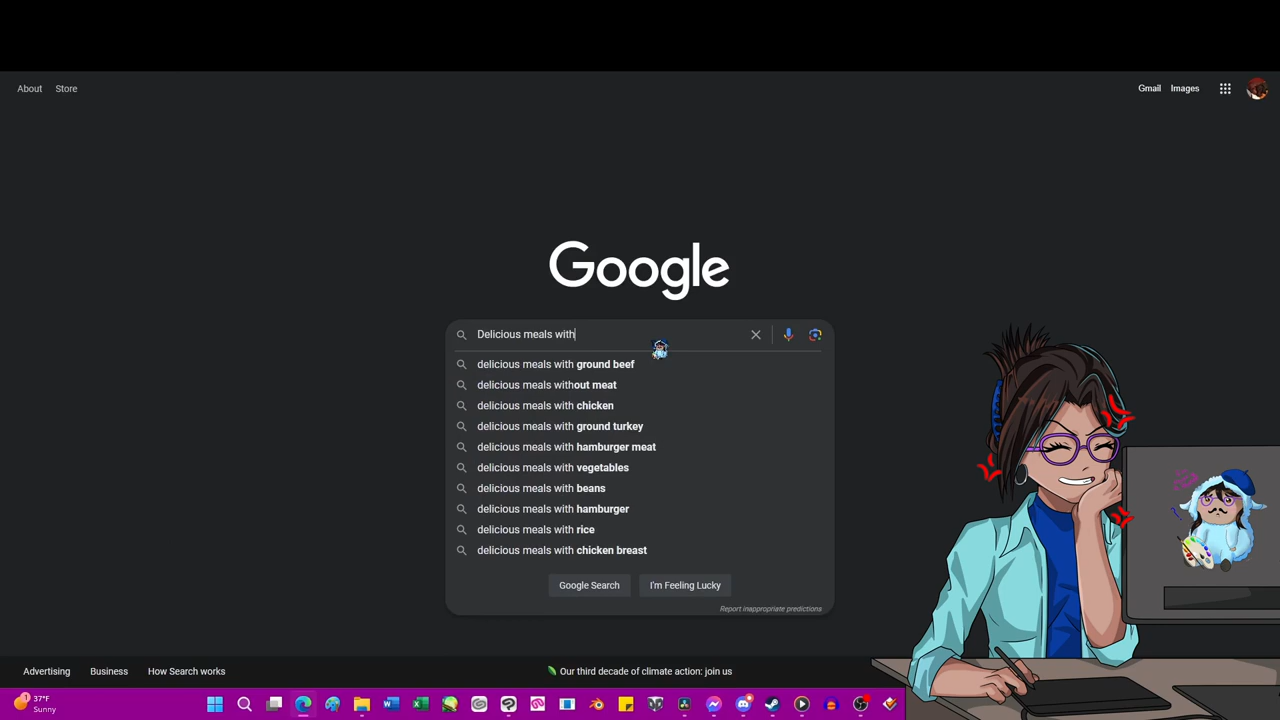 About Store
Gmail Images
Google
Delicious meals with
delicious meals with ground beef
delicious meals without meat
delicious meals with chicken
delicious meals with ground turkey
delicious meals with hamburger meat
delicious meals with vegetables
delicious meals with beans
delicious meals with hamburger
delicious meals with rice
delicious meals with chicken breast
Google Search I'm Feeling Lucky
Report inappropriate predictions
Advertising Business How Search works
Our third decade of climate action: join us
1 37°F
Sunny